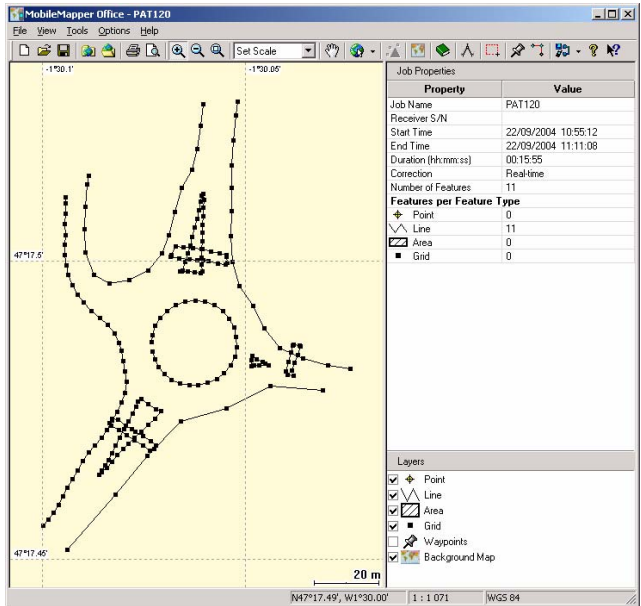 MobileMapper Office - PAT120
File View Tools Options Help
Set Scale
-1°30.1'
-1°30.05'
47°17.5'
47°17.45'
20 m
Job Properties
Property Value
Job Name PAT120
Receiver S/N
Start Time 22/09/2004 10:55:12
End Time 22/09/2004 11:11:08
Duration (hh:mm:ss) 00:15:55
Correction Real-time
Number of Features 11
Features per Feature Type
Point 0
Line 11
Area 0
Grid 0
Layers
Point
Line
Area
Grid
Waypoints
Background Map
N47°17.49', W1°30.00' 1 : 1 071 WGS 84